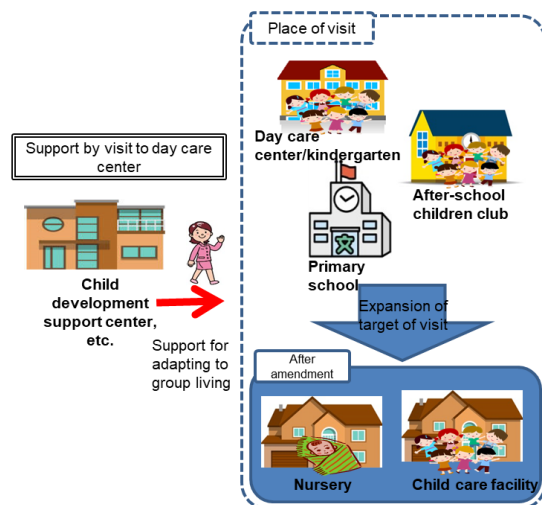 Place of visit
Day care
center/kindergarten
After-school
children club
Support by visit to day care
center
Primary
school
Child
development
support center,
etc.
Support for
adapting to
group living
Expansion of
target of visit
After
amendment
Nursery
Child care facility